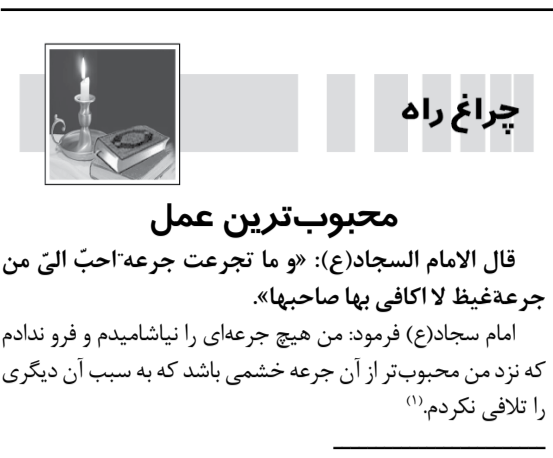 چراغ راه
محبوب‌ترین عمل
قال الامام السجاد(ع): «و ما تجرعت جرعهًْ احبّ الیّ من
جرعةغیظ لا اکافی بها صاحبها».
امام سجاد(ع) فرمود: من هیچ جرعه‌ای را نیاشامیدم و فرو ندادم
که نزد من محبوب‌تر از آن جرعه خشمی باشد که به سبب آن دیگری
را تلافی نکردم.(۱)